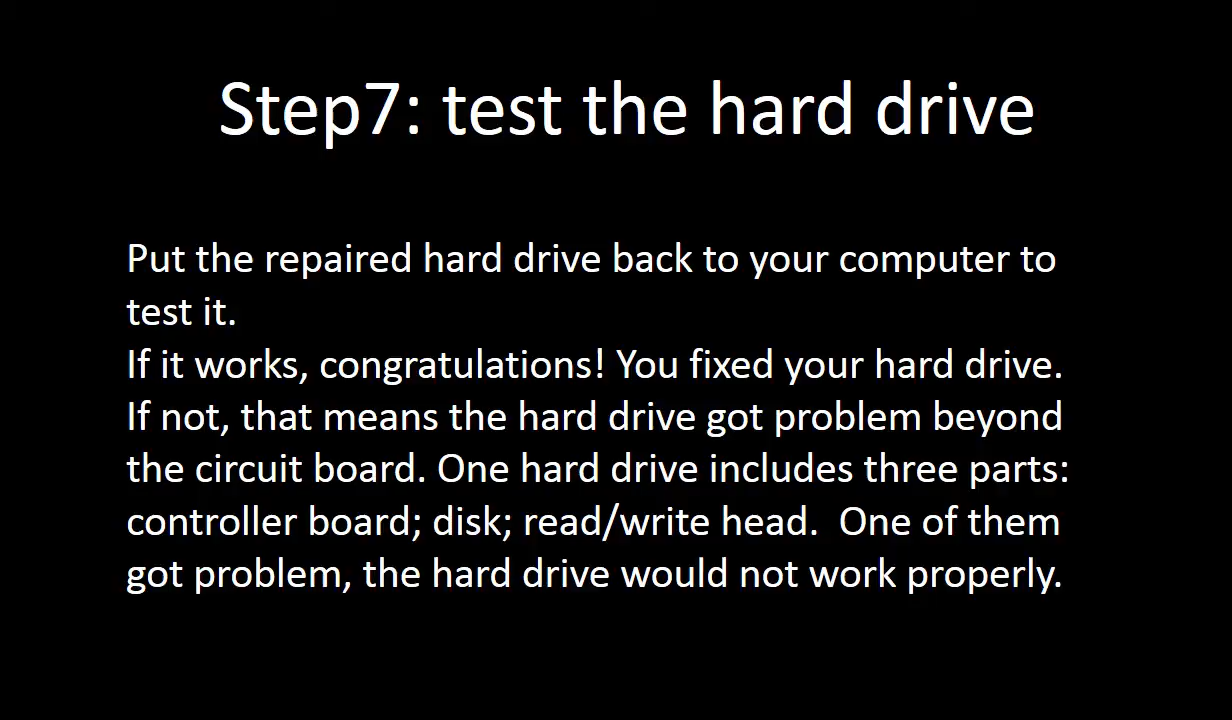 Step7: test the hard drive
Put the repaired hard drive back to your computer to
test it.
If it works, congratulations! You fixed your hard drive.
If not, that means the hard drive got problem beyond
the circuit board. One hard drive includes three parts:
controller board; disk; read/write head.  One of them
got problem, the hard drive would not work properly.